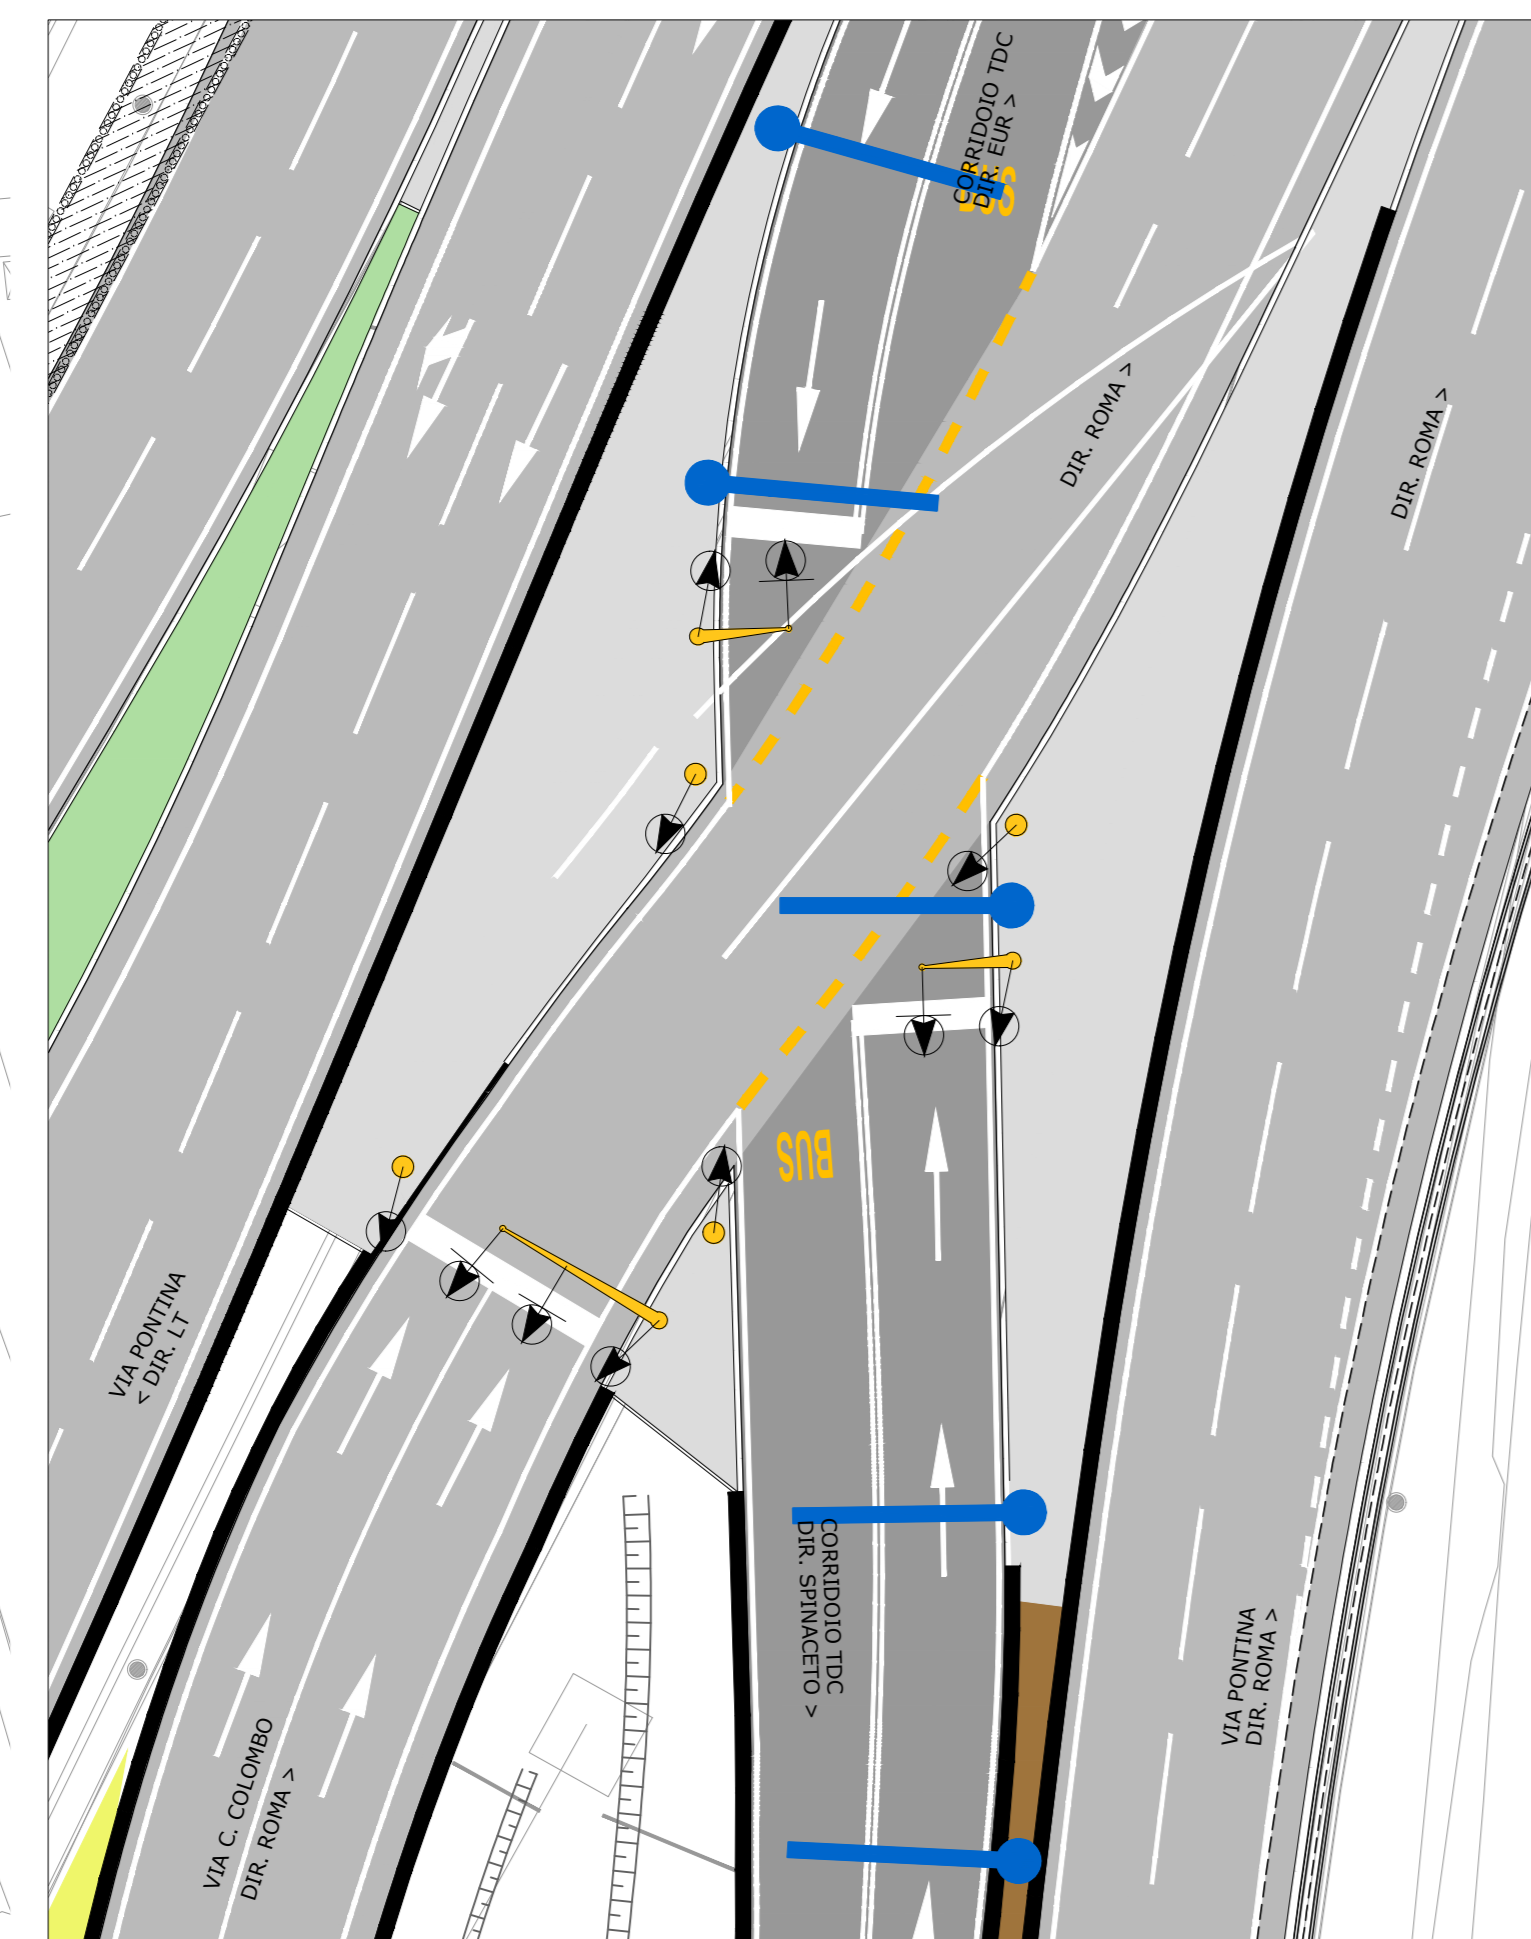 CORRIDOIO TDC
DIR. EUR >
BUS
DIR. ROMA >
DIR. ROMA >
BUS
VIA PONTINA
< DIR. LT
CORRIDOIO TDC
DIR. SPINACETO >
VIA PONTINA
DIR. ROMA >
VIA C. COLOMBO
DIR. ROMA >